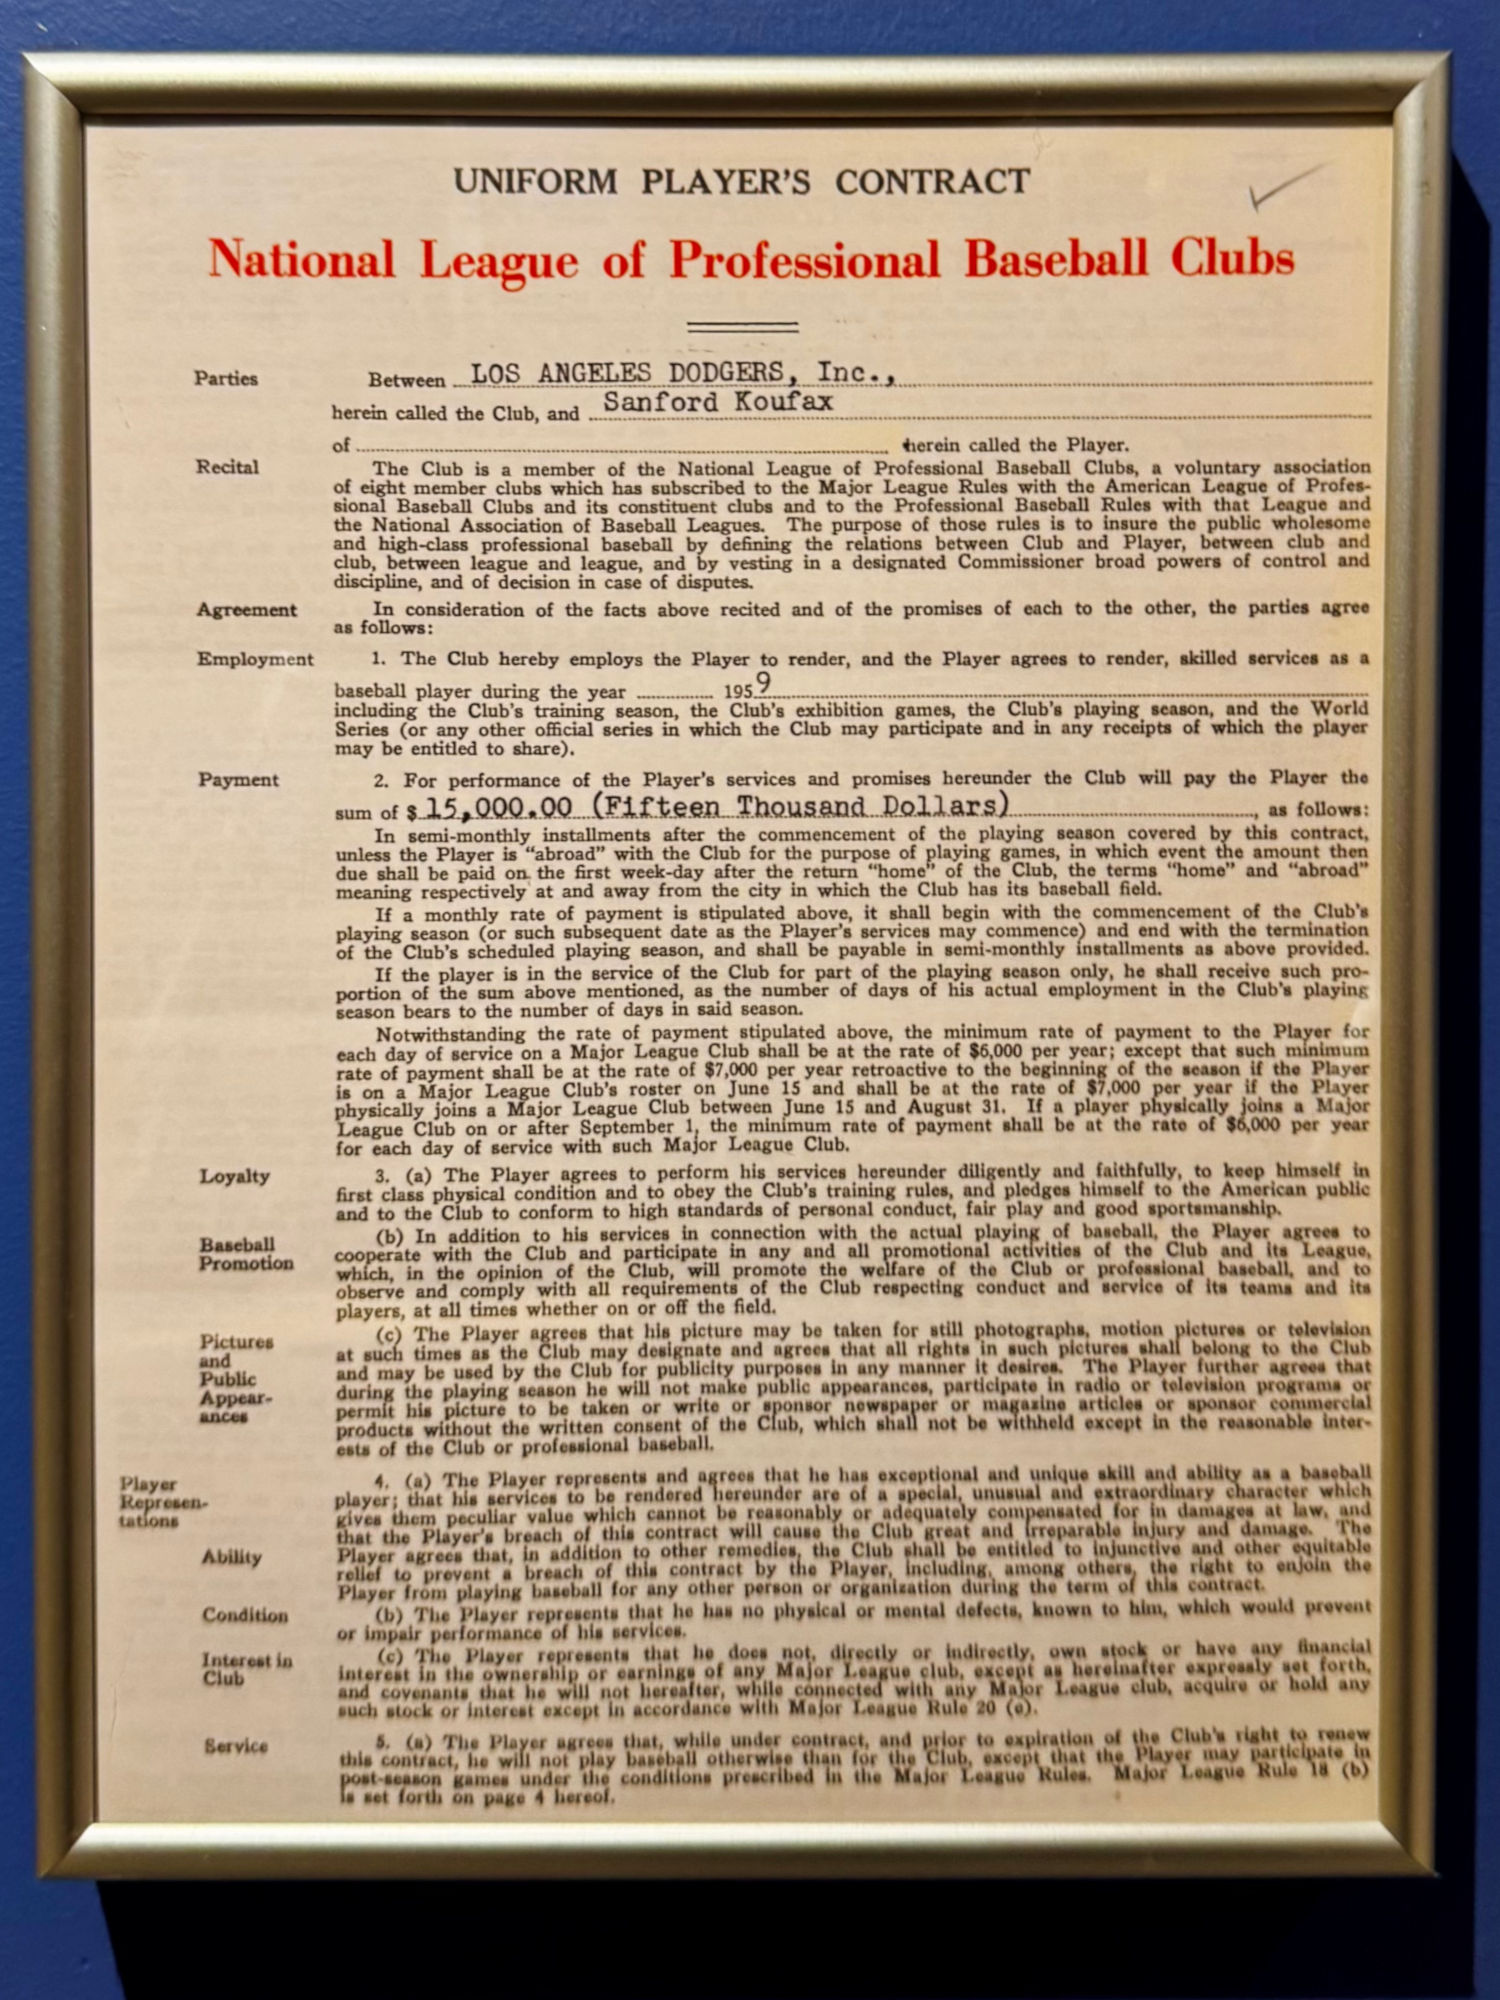 UNIFORM PLAYER'S CONTRACT
National League of Professional Baseball Clubs
Parties
Between LOS ANGELES DODGERS, Inc.,
herein called the Club, and Sanford Koufax
of herein called the Player.
Recital
The Club is a member of the National League of Professional Baseball Clubs, a voluntary association
of eight member clubs which has subscribed to the Major League Rules with the American League of Profes-
sional Baseball Clubs and its constituent clubs and to the Professional Baseball Rules with that League and
the National Association of Baseball Leagues. The purpose of those rules is to insure the public wholesome
and high-class professional baseball by defining the relations between Club and Player, between club and
club, between league and league, and by vesting in a designated Commissioner broad powers of control and
discipline, and of decision in case of disputes.
Agreement
In consideration of the facts above recited and of the promises of each to the other, the parties agree
as follows:
Employment
1. The Club hereby employs the Player to render, and the Player agrees to render, skilled services as a
baseball player during the year 1959
including the Club's training season, the Club's exhibition games, the Club's playing season, and the World
Series (or any other official series in which the Club may participate and in any receipts of which the player
may be entitled to share).
Payment
2. For performance of the Player's services and promises hereunder the Club will pay the Player the
sum of $ 15,000.00 (Fifteen Thousand Dollars), as follows:
In semi-monthly installments after the commencement of the playing season covered by this contract,
unless the Player is "abroad" with the Club for the purpose of playing games, in which event the amount then
due shall be paid on the first week-day after the return "home" of the Club, the terms "home" and "abroad"
meaning respectively at and away from the city in which the Club has its baseball field.
If a monthly rate of payment is stipulated above, it shall begin with the commencement of the Club's
playing season (or such subsequent date as the Player's services may commence) and end with the termination
of the Club's scheduled playing season, and shall be payable in semi-monthly installments as above provided.
If the player is in the service of the Club for part of the playing season only, he shall receive such pro-
portion of the sum above mentioned, as the number of days of his actual employment in the Club's playing
season bears to the number of days in said season.
Notwithstanding the rate of payment stipulated above, the minimum rate of payment to the Player for
each day of service on a Major League Club shall be at the rate of $6,000 per year; except that such minimum
rate of payment shall be at the rate of $7,000 per year retroactive to the beginning of the season if the Player
is on a Major League Club's roster on June 15 and shall be at the rate of $7,000 per year if the Player
physically joins a Major League Club between June 15 and August 31. If a player physically joins a Major
League Club on or after September 1, the minimum rate of payment shall be at the rate of $6,000 per year
for each day of service with such Major League Club.
Loyalty
3. (a) The Player agrees to perform his services hereunder diligently and faithfully, to keep himself in
first class physical condition and to obey the Club's training rules, and pledges himself to the American public
and to the Club to conform to high standards of personal conduct, fair play and good sportsmanship.
Baseball
Promotion
(b) In addition to his services in connection with the actual playing of baseball, the Player agrees to
cooperate with the Club and participate in any and all promotional activities of the Club and its League,
which, in the opinion of the Club, will promote the welfare of the Club or professional baseball, and to
observe and comply with all requirements of the Club respecting conduct and service of its teams and its
players, at all times whether on or off the field.
Pictures
and
Public
Appear-
ances
(c) The Player agrees that his picture may be taken for still photographs, motion pictures or television
at such times as the Club may designate and agrees that all rights in such pictures shall belong to the Club
and may be used by the Club for publicity purposes in any manner it desires. The Player further agrees that
during the playing season he will not make public appearances, participate in radio or television programs or
permit his picture to be taken or write or sponsor newspaper or magazine articles or sponsor commercial
products without the written consent of the Club, which shall not be withheld except in the reasonable inter-
ests of the Club or professional baseball.
Player
Represen-
tations
Ability
4. (a) The Player represents and agrees that he has exceptional and unique skill and ability as a baseball
player; that his services to be rendered hereunder are of a special, unusual and extraordinary character which
gives them peculiar value which cannot be reasonably or adequately compensated for in damages at law, and
that the Player's breach of this contract will cause the Club great and irreparable injury and damage. The
Player agrees that, in addition to other remedies, the Club shall be entitled to injunctive and other equitable
relief to prevent a breach of this contract by the Player, including, among others, the right to enjoin the
Player from playing baseball for any other person or organization during the term of this contract.
Condition
(b) The Player represents that he has no physical or mental defects, known to him, which would prevent
or impair performance of his services.
Interest in
Club
(c) The Player represents that he does not, directly or indirectly, own stock or have any financial
interest in the ownership or earnings of any Major League club, except as hereinafter expressly set forth,
and covenants that he will not hereafter, while connected with any Major League club, acquire or hold any
such stock or interest except in accordance with Major League Rule 20 (e).
Service
5. (a) The Player agrees that, while under contract, and prior to expiration of the Club's right to renew
this contract, he will not play baseball otherwise than for the Club, except that the Player may participate in
post-season games under the conditions prescribed in the Major League Rules. Major League Rule 18 (b)
is set forth on page 4 hereof.